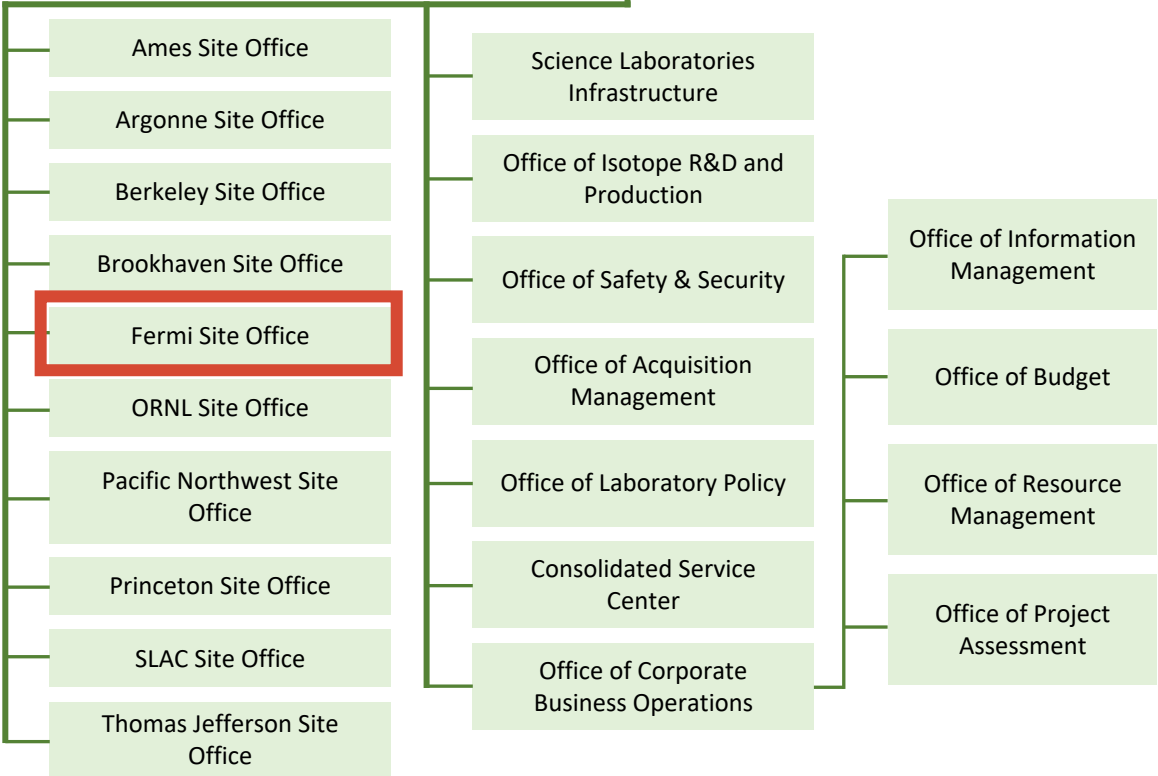 Ames Site Office
Argonne Site Office
Berkeley Site Office
Brookhaven Site Office
Fermi Site Office
ORNL Site Office
Pacific Northwest Site
Office
Princeton Site Office
SLAC Site Office
Thomas Jefferson Site
Office
Science Laboratories
Infrastructure
Office of Isotope R&D and
Production
Office of Safety & Security
Office of Acquisition
Management
Office of Laboratory Policy
Consolidated Service
Center
Office of Corporate
Business Operations
Office of Information
Management
Office of Budget
Office of Resource
Management
Office of Project
Assessment